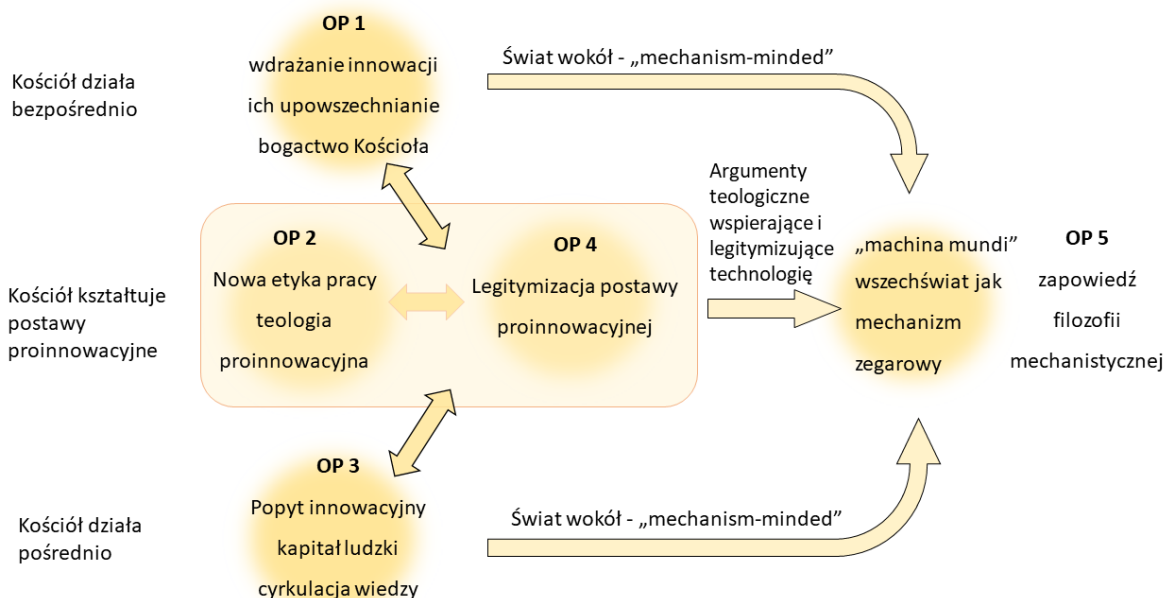 OP 1
wdrażanie innowacji
ich upowszechnianie
bogactwo Kościoła
Kościół działa
bezpośrednio
Świat wokół - „mechanism-minded”
Argumenty
teologiczne
wspierające i
legitymizujące
technologię
OP 2
Nowa etyka pracy
teologia
proinnowacyjna
OP 4
Legitymizacja postawy
proinnowacyjnej
Kościół kształtuje
postawy
proinnowacyjne
„machina mundi”
wszechświat jak
mechanizm
zegarowy
OP 5
zapowiedź
filozofii
mechanistycznej
OP 3
Popyt innowacyjny
kapitał ludzki
cyrkulacja wiedzy
Kościół działa
pośrednio
Świat wokół - „mechanism-minded”